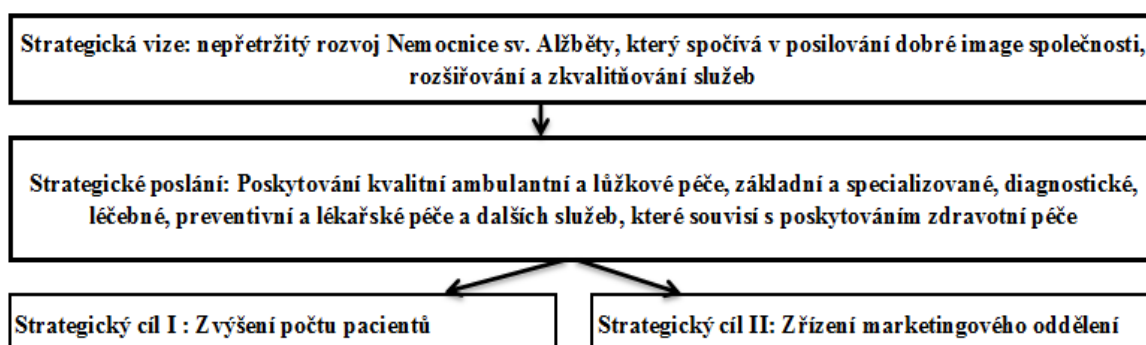 Strategická vize: nepřetržitý rozvoj Nemocnice sv. Alžběty, který spočívá v posilování dobré image společnosti,
rozšiřování a zkvalitňování služeb
Strategické poslání: Poskytování kvalitní ambulantní a lůžkové péče, základní a specializované, diagnostické,
léčebné, preventivní a lékařské péče a dalších služeb, které souvisí s poskytováním zdravotní péče
Strategický cíl I : Zvýšení počtu pacientů
Strategický cíl II: Zřízení marketingového oddělení